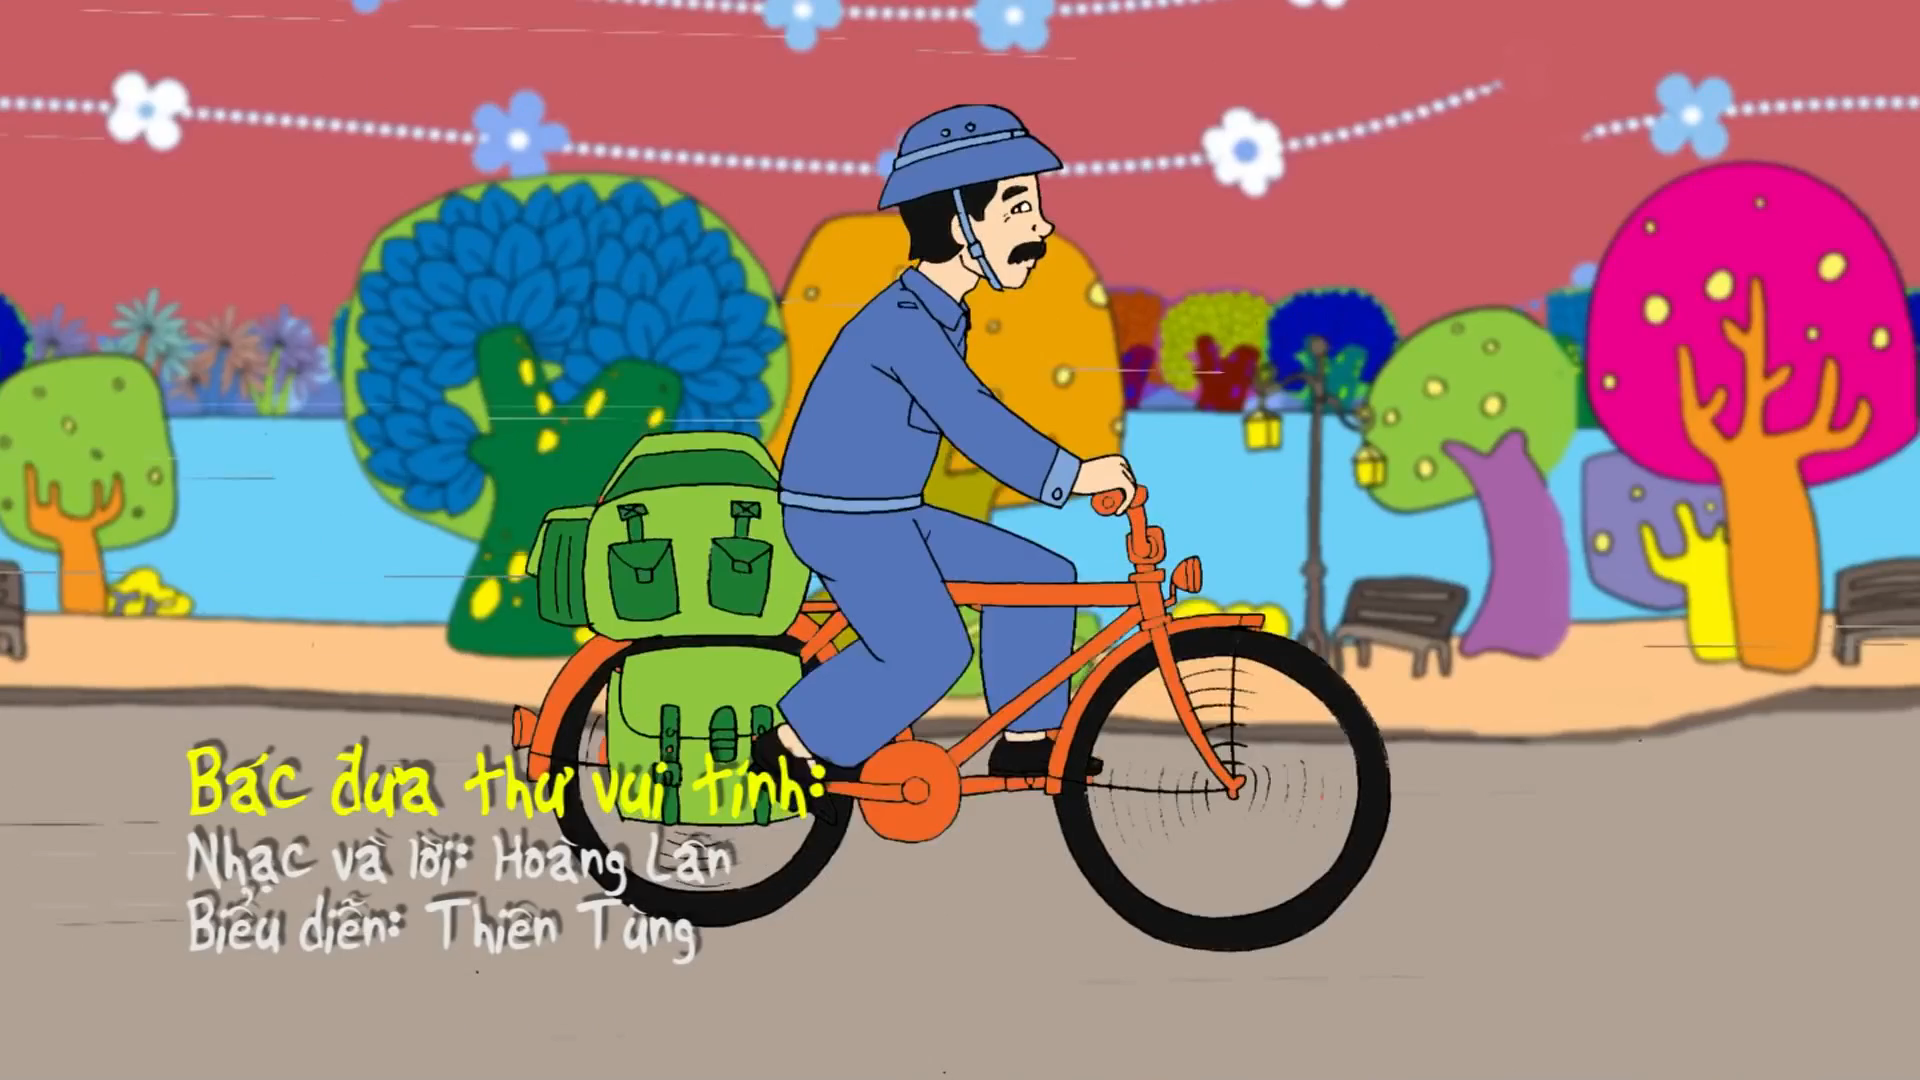 Bác đưa thư vui tính:
Nhạc và lời: Hoàng Lân
Biểu diễn: Thiên Tùng